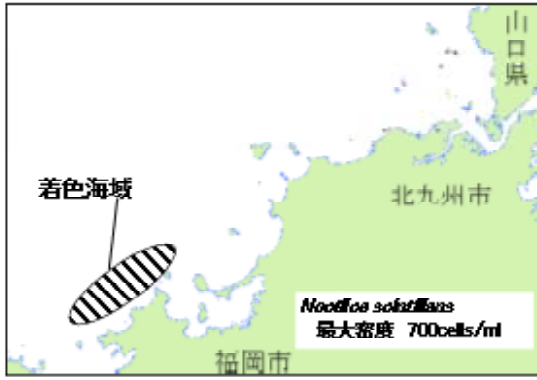 山口県
北九州市
着色海域
Noctiluca scintillans
最大密度 700cells/ml
福岡市